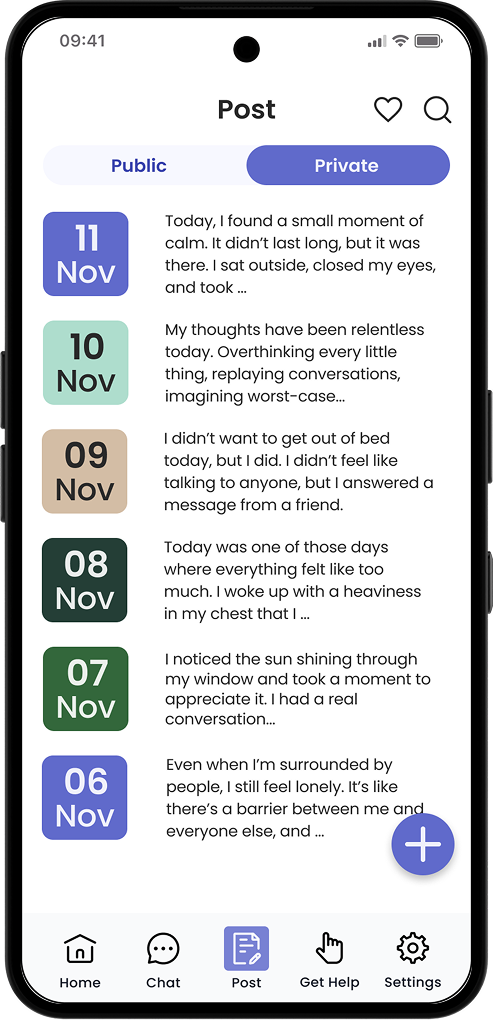 09:41
Post
Public
Private
11
Nov
Today, I found a small moment of
calm. It didn’t last long, but it was
there. I sat outside, closed my eyes,
and took ...
10
Nov
My thoughts have been relentless
today. Overthinking every little
thing, replaying conversations,
imagining worst-case...
09
Nov
I didn’t want to get out of bed
today, but I did. I didn’t feel like
talking to anyone, but I answered a
message from a friend.
08
Nov
Today was one of those days
where everything felt like too
much. I woke up with a heaviness
in my chest that I ...
07
Nov
I noticed the sun shining through
my window and took a moment to
appreciate it. I had a real
conversation...
06
Nov
Even when I’m surrounded by
people, I still feel lonely. It’s like
there’s a barrier between me and
everyone else, and ...
Home
Chat
Post
Get Help
Settings